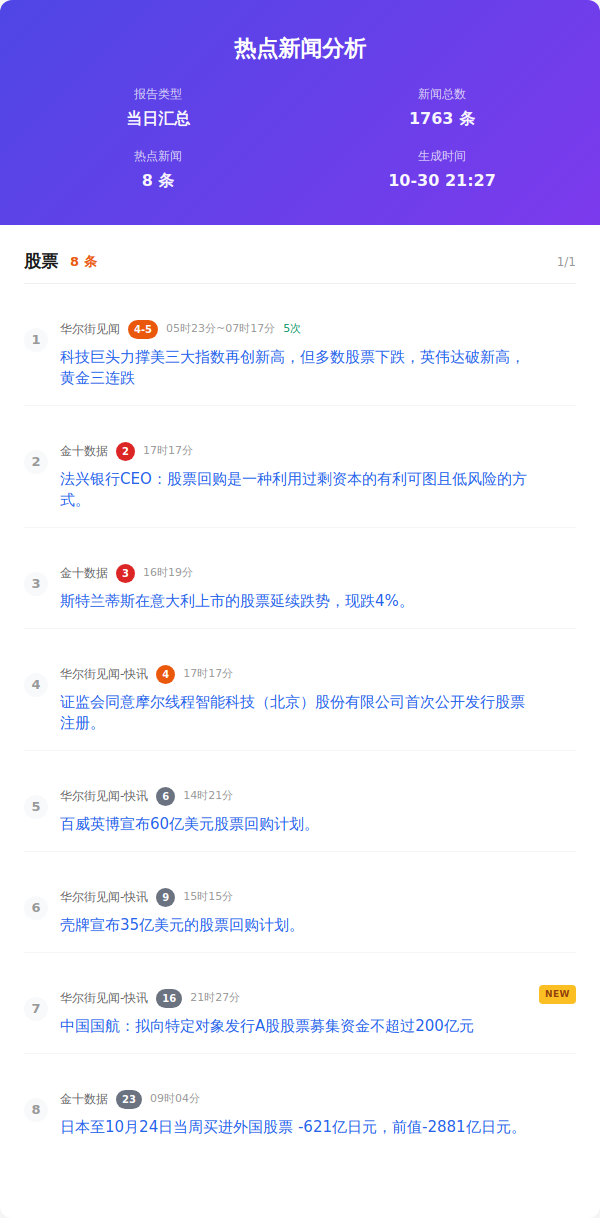 热点新闻分析
报告类型
当日汇总
新闻总数
1763 条
热点新闻
8 条
生成时间
10-30 21:27
股票 8 条 1/1
1
华尔街见闻 4-5 05时23分~07时17分 5次
科技巨头力撑美三大指数再创新高，但多数股票下跌，英伟达破新高，
黄金三连跌
2
金十数据 2 17时17分
法兴银行CEO：股票回购是一种利用过剩资本的有利可图且低风险的方
式。
3
金十数据 3 16时19分
斯特兰蒂斯在意大利上市的股票延续跌势，现跌4%。
4
华尔街见闻-快讯 4 17时17分
证监会同意摩尔线程智能科技（北京）股份有限公司首次公开发行股票
注册。
5
华尔街见闻-快讯 6 14时21分
百威英博宣布60亿美元股票回购计划。
6
华尔街见闻-快讯 9 15时15分
壳牌宣布35亿美元的股票回购计划。
7
华尔街见闻-快讯 16 21时27分 NEW
中国国航：拟向特定对象发行A股股票募集资金不超过200亿元
8
金十数据 23 09时04分
日本至10月24日当周买进外国股票 -621亿日元，前值-2881亿日元。